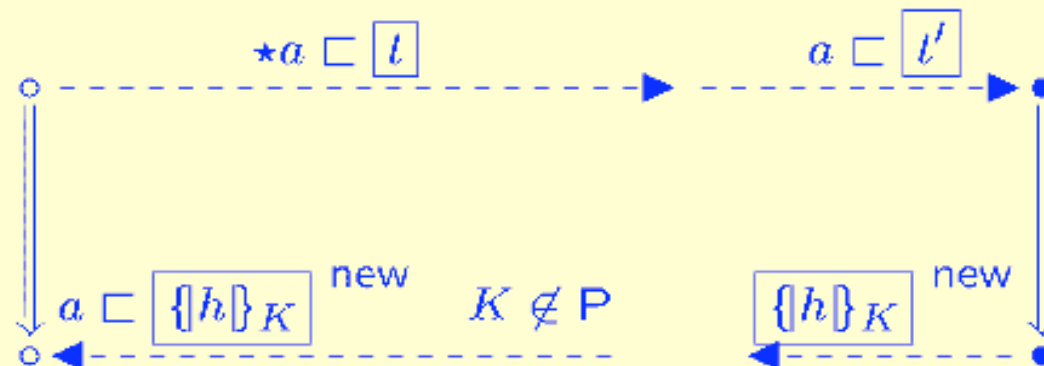 ⋆a ⊏ t a ⊏ t′
a ⊏ {|h|}K new K ∉ P {|h|}K new